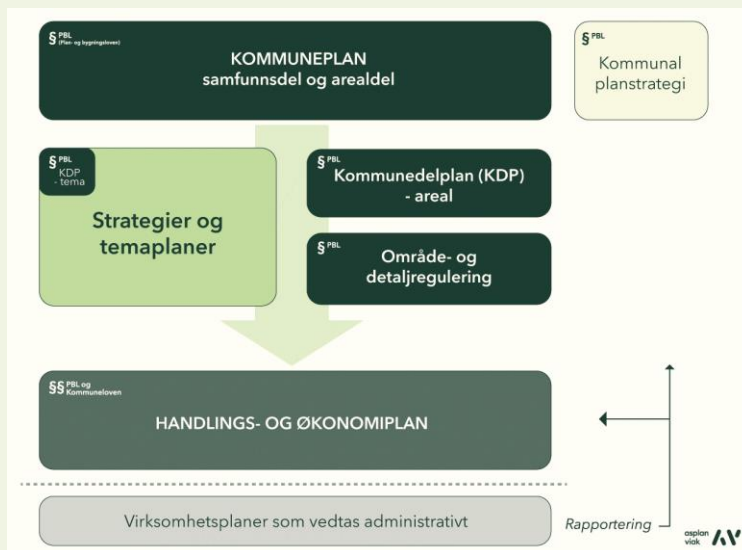 § PBL
(Plan- og bygningsloven)
KOMMUNEPLAN
samfunnsdel og arealdel
§ PBL
Kommunal
planstrategi
§ PBL
KDP
- tema
Strategier og
temaplaner
§ PBL
Kommunedelplan (KDP)
- areal
§ PBL
Område- og
detaljregulering
§§ PBL og
Kommuneloven
HANDLINGS- OG ØKONOMIPLAN
Virksomhetsplaner som vedtas administrativt
Rapportering
asplan
viak